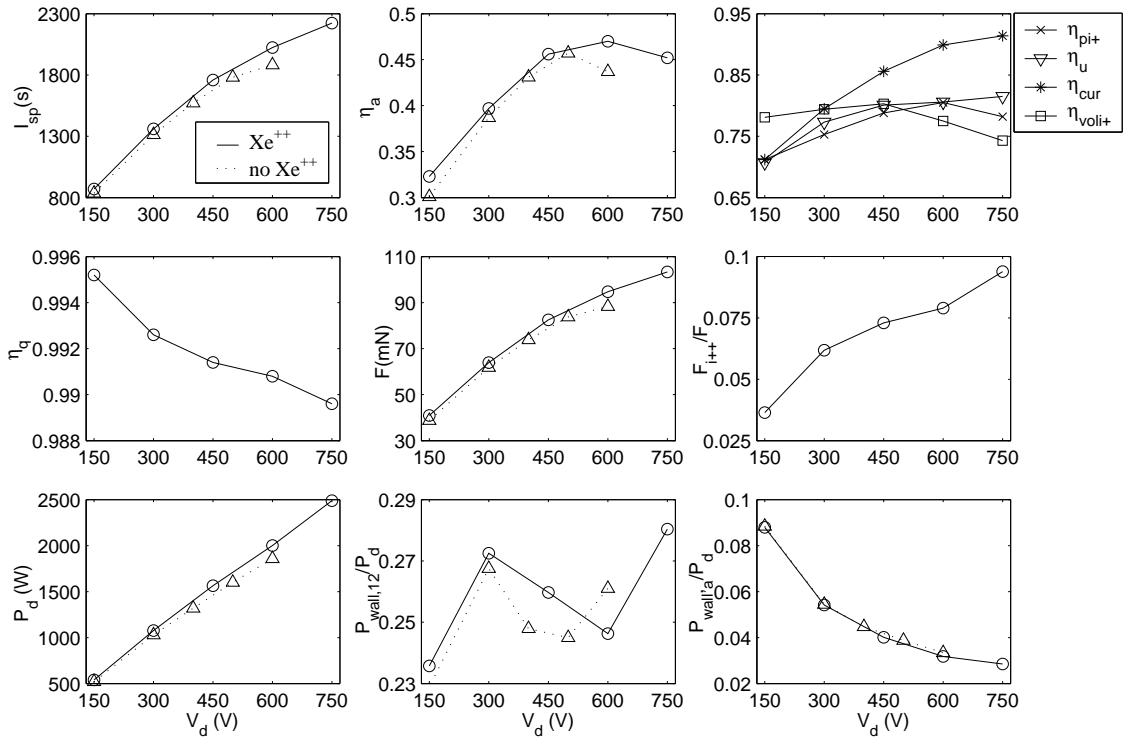 I_sp(s)
2300
1800
1300
800
150 300 450 600 750
Xe^++
no Xe^++
η_a
0.5
0.45
0.4
0.35
0.3
150 300 450 600 750
0.95
0.85
0.75
0.65
150 300 450 600 750
η_pi+
η_u
η_cur
η_voli+
η_q
0.996
0.994
0.992
0.99
0.988
150 300 450 600 750
F(mN)
110
90
70
50
30
150 300 450 600 750
F_i++/F
0.1
0.075
0.05
0.025
150 300 450 600 750
P_d (W)
2500
2000
1500
1000
500
150 300 450 600 750
V_d (V)
P_wall,12/P_d
0.29
0.27
0.25
0.23
150 300 450 600 750
V_d (V)
P_wall'a/P_d
0.1
0.08
0.06
0.04
0.02
150 300 450 600 750
V_d (V)